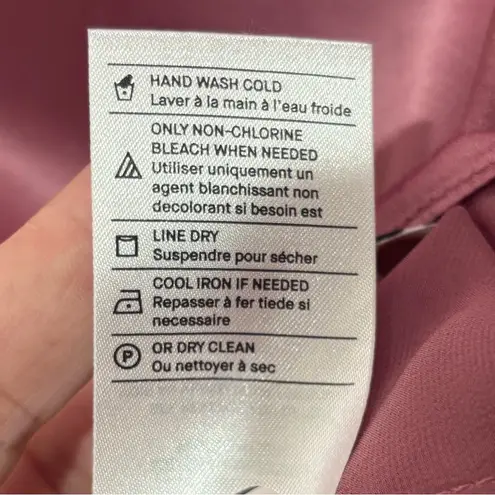 HAND WASH COLD
Laver à la main à l'eau froide
ONLY NON-CHLORINE
BLEACH WHEN NEEDED
Utiliser uniquement un
agent blanchissant non
decolorant si besoin est
LINE DRY
Suspendre pour sécher
COOL IRON IF NEEDED
Repasser à fer tiede si
necessaire
P
OR DRY CLEAN
Ou nettoyer à sec